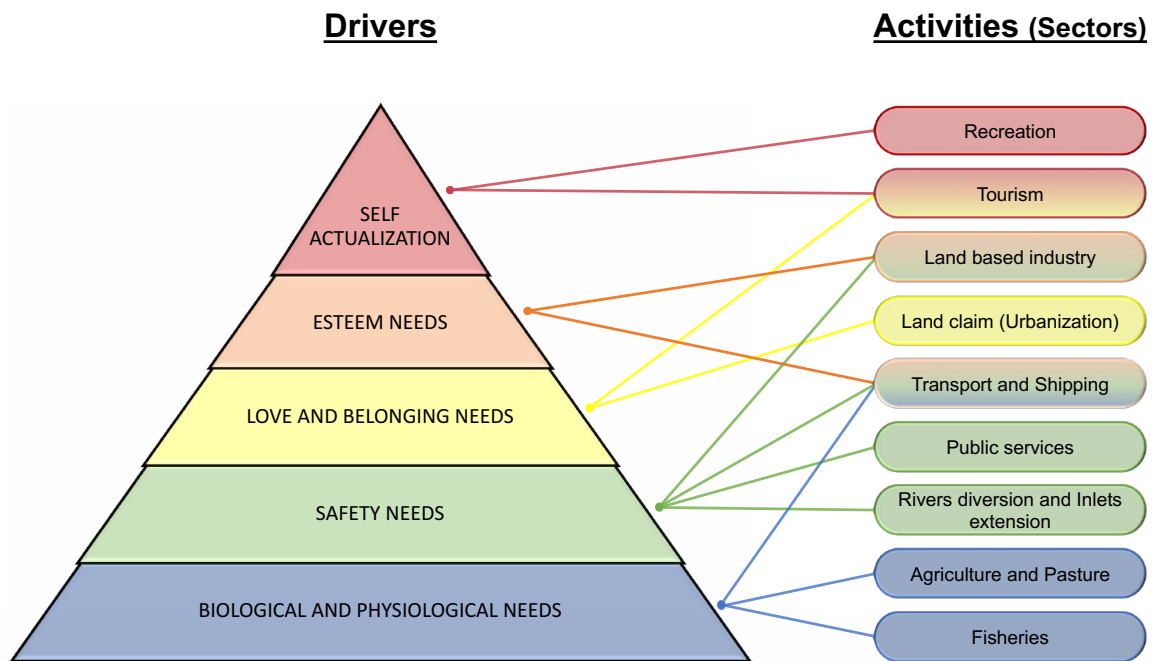 Drivers
Activities (Sectors)
SELF
ACTUALIZATION
ESTEEM NEEDS
LOVE AND BELONGING NEEDS
SAFETY NEEDS
BIOLOGICAL AND PHYSIOLOGICAL NEEDS
Recreation
Tourism
Land based industry
Land claim (Urbanization)
Transport and Shipping
Public services
Rivers diversion and Inlets
extension
Agriculture and Pasture
Fisheries